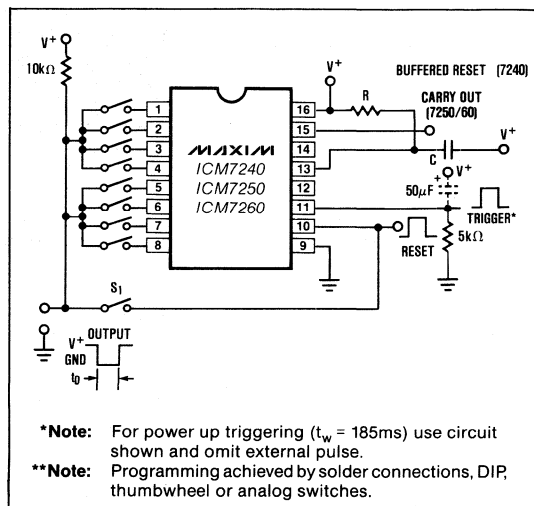 V+
10kΩ
1
2
3
4
5
6
7
8
16
15
14
13
12
11
10
9
MAXIM
ICM7240
ICM7250
ICM7260
V+
R
BUFFERED RESET (7240)
CARRY OUT
(7250/60)
V+
C
V+
+
50µF
TRIGGER*
5kΩ
RESET
S1
OUTPUT
V+
GND
tO
*Note: For power up triggering (tw = 185ms) use circuit
shown and omit external pulse.
**Note: Programming achieved by solder connections, DIP,
thumbwheel or analog switches.